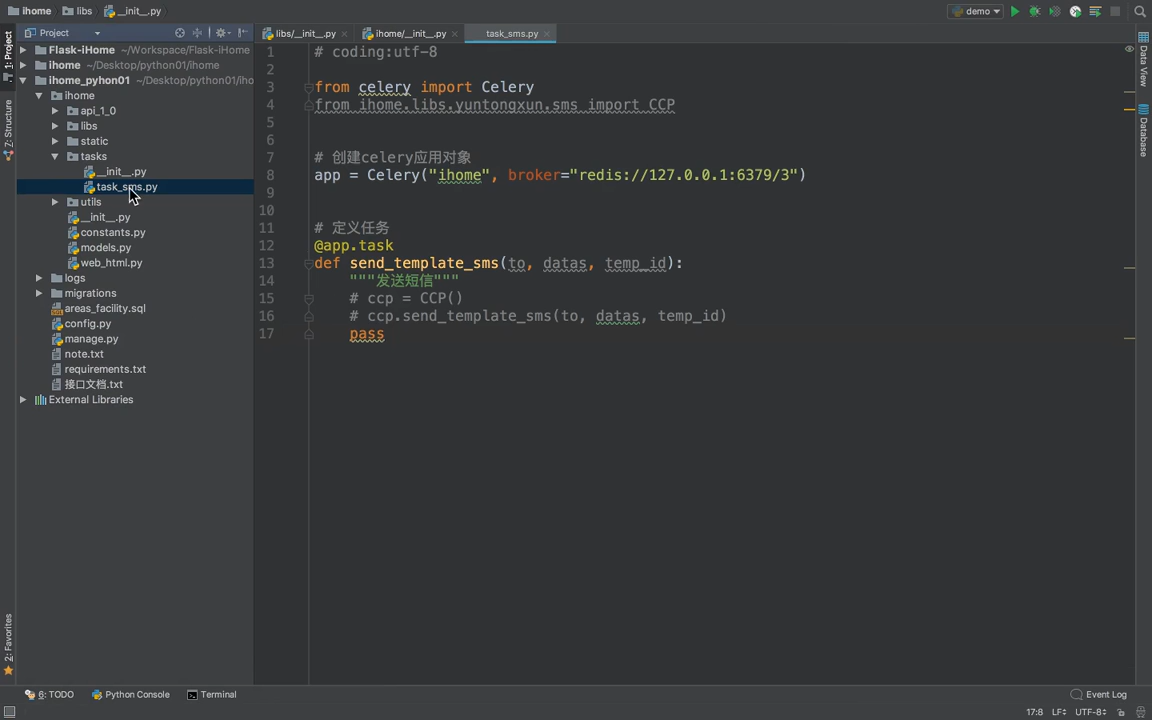 ihome libs __init__.py demo
Project
libs/__init__.py ihome/__init__.py task_sms.py
1: Project
Z: Structure
2: Favorites
Flask-iHome ~/Workspace/Flask-iHome
ihome ~/Desktop/python01/ihome
ihome_pyhon01 ~/Desktop/python01/iho
ihome
api_1_0
libs
static
tasks
__init__.py
task_sms.py
utils
__init__.py
constants.py
models.py
web_html.py
logs
migrations
areas_facility.sql
config.py
manage.py
note.txt
requirements.txt
接口文档.txt
External Libraries
1 # coding:utf-8
2
3 from celery import Celery
4 from ihome.libs.yuntongxun.sms import CCP
5
6
7 # 创建celery应用对象
8 app = Celery("ihome", broker="redis://127.0.0.1:6379/3")
9
10
11 # 定义任务
12 @app.task
13 def send_template_sms(to, datas, temp_id):
14 """发送短信"""
15 # ccp = CCP()
16 # ccp.send_template_sms(to, datas, temp_id)
17 pass
Data View
Database
6: TODO Python Console Terminal Event Log
17:8 LF÷ UTF-8÷